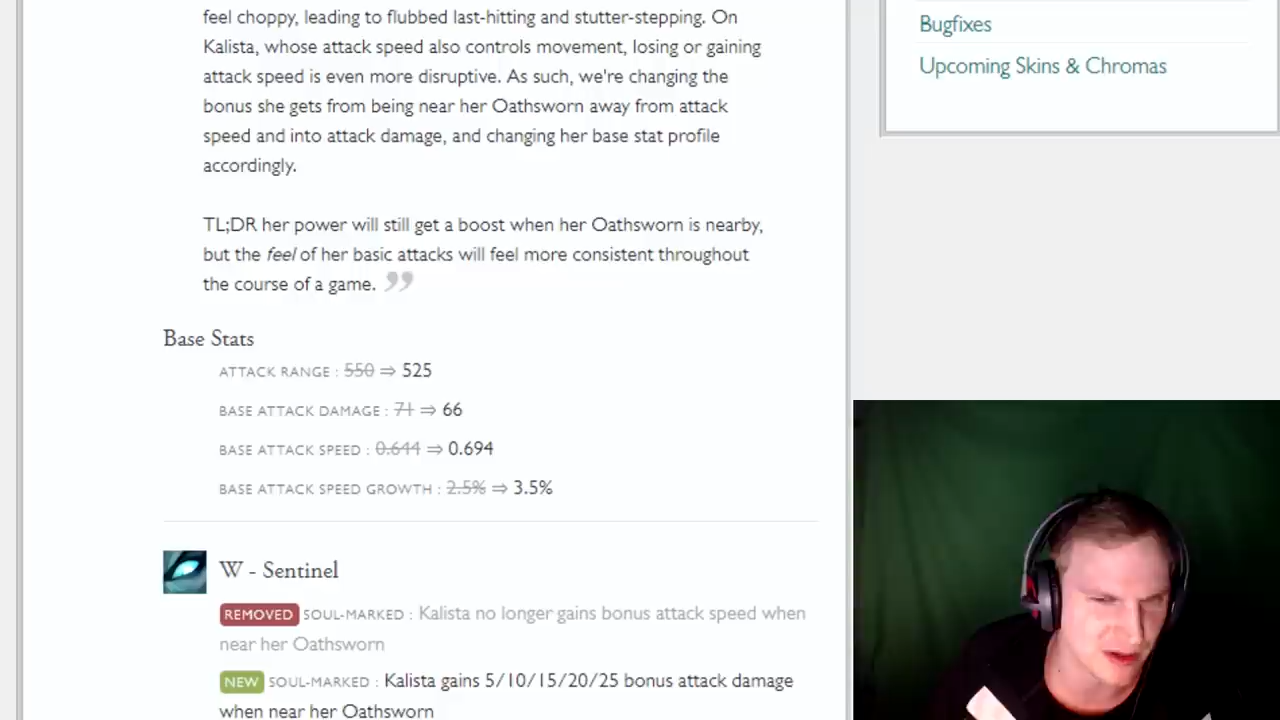 feel choppy, leading to flubbed last-hitting and stutter-stepping. On
Kalista, whose attack speed also controls movement, losing or gaining
attack speed is even more disruptive. As such, we're changing the
bonus she gets from being near her Oathsworn away from attack
speed and into attack damage, and changing her base stat profile
accordingly.
TL;DR her power will still get a boost when her Oathsworn is nearby,
but the feel of her basic attacks will feel more consistent throughout
the course of a game. ”
Base Stats
ATTACK RANGE : 550 ⇒ 525
BASE ATTACK DAMAGE : 71 ⇒ 66
BASE ATTACK SPEED : 0.644 ⇒ 0.694
BASE ATTACK SPEED GROWTH : 2.5% ⇒ 3.5%
W - Sentinel
REMOVED SOUL-MARKED : Kalista no longer gains bonus attack speed when
near her Oathsworn
NEW SOUL-MARKED : Kalista gains 5/10/15/20/25 bonus attack damage
when near her Oathsworn
Bugfixes
Upcoming Skins & Chromas